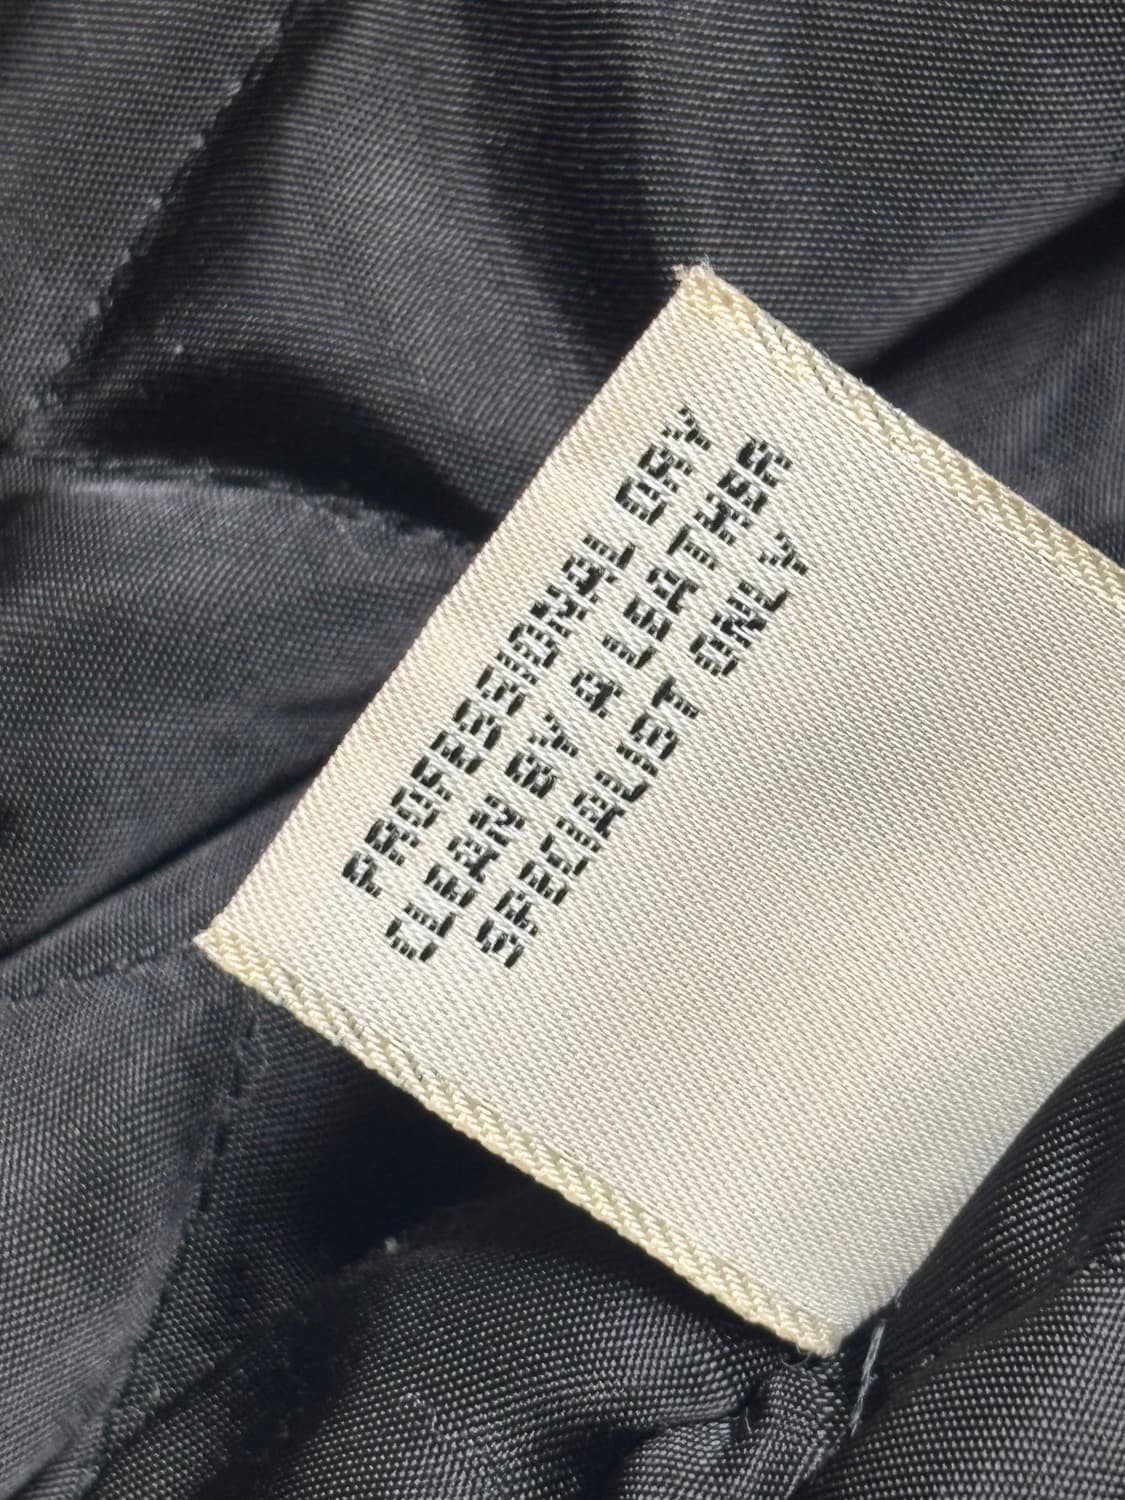 PROFESSIONAL DRY
CLEAN BY A LEATHER
SPECIALIST ONLY